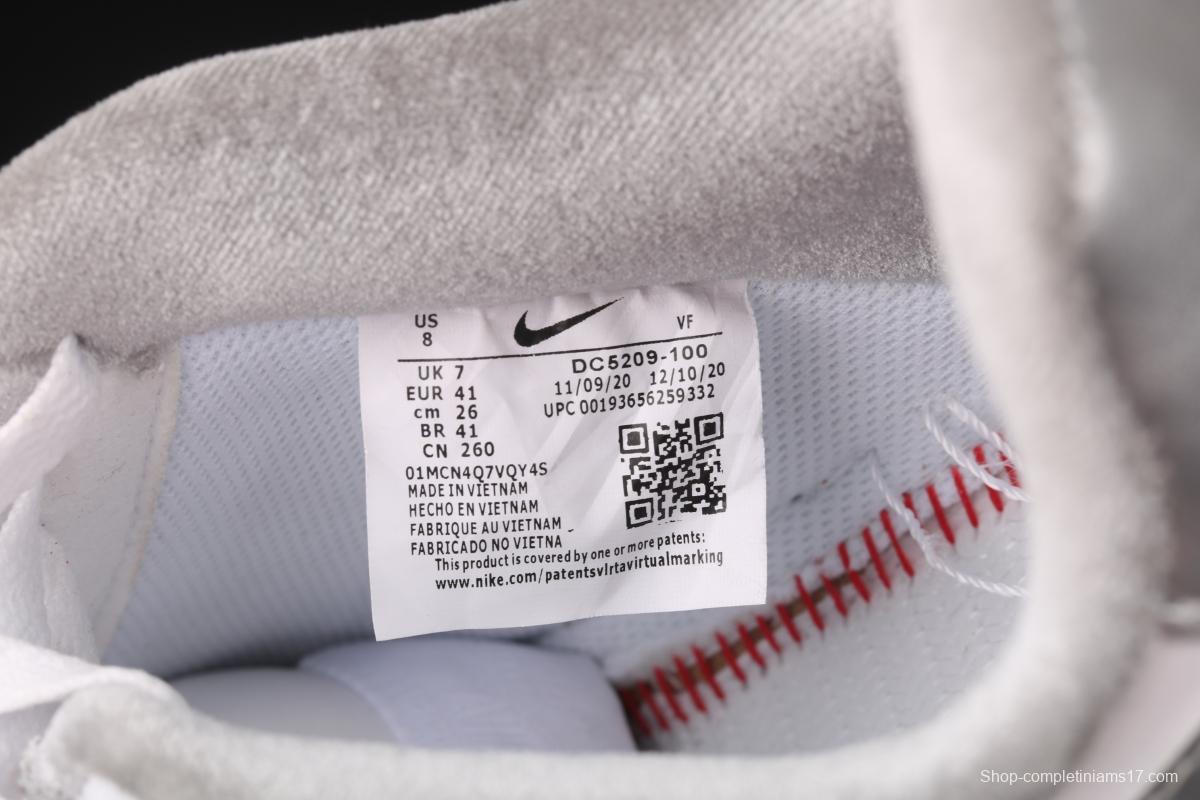 US
8
VF
UK 7
EUR 41
cm 26
BR 41
CN 260
DC5209-100
11/09/20 12/10/20
UPC 00193656259332
01MCN4Q7VQY4S
MADE IN VIETNAM
HECHO EN VIETNAM
FABRIQUE AU VIETNAM
FABRICADO NO VIETNA
This product is covered by one or more patents:
www.nike.com/patentsvlrtavirtualmarking
Shop-completiniams17.com